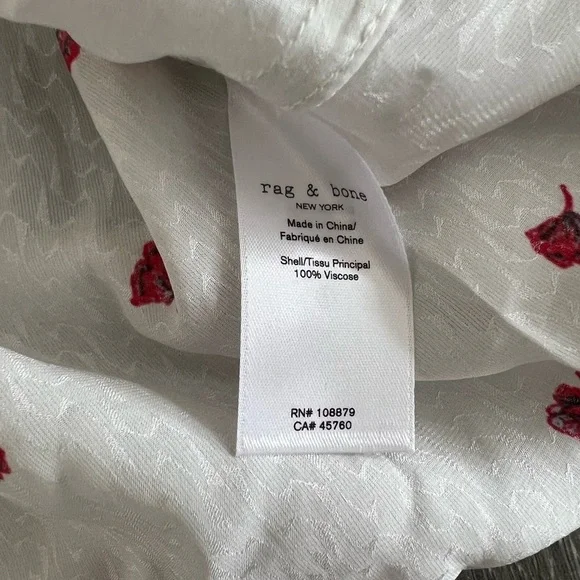 rag & bone
NEW YORK
Made in China/
Fabriqué en Chine
Shell/Tissu Principal
100% Viscose
RN# 108879
CA# 45760